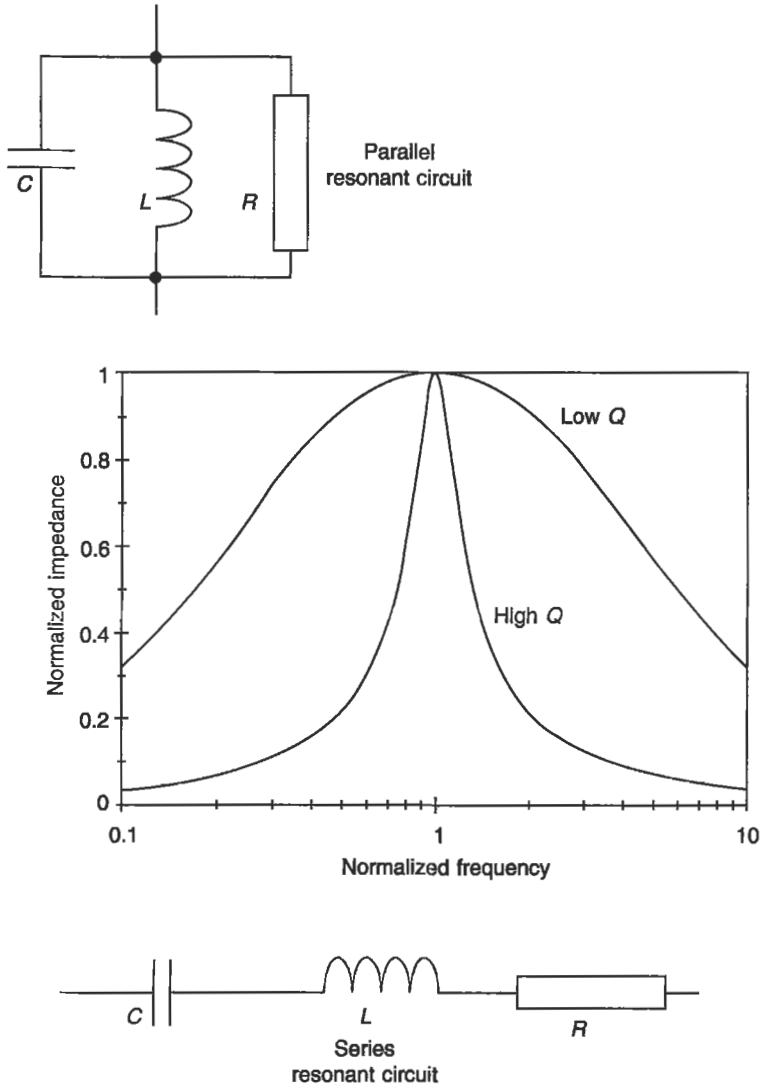 C
L
R
Parallel
resonant circuit
Normalized impedance
1
0.8
0.6
0.4
0.2
0
Low Q
High Q
0.1
1
10
Normalized frequency
C
L
R
Series
resonant circuit